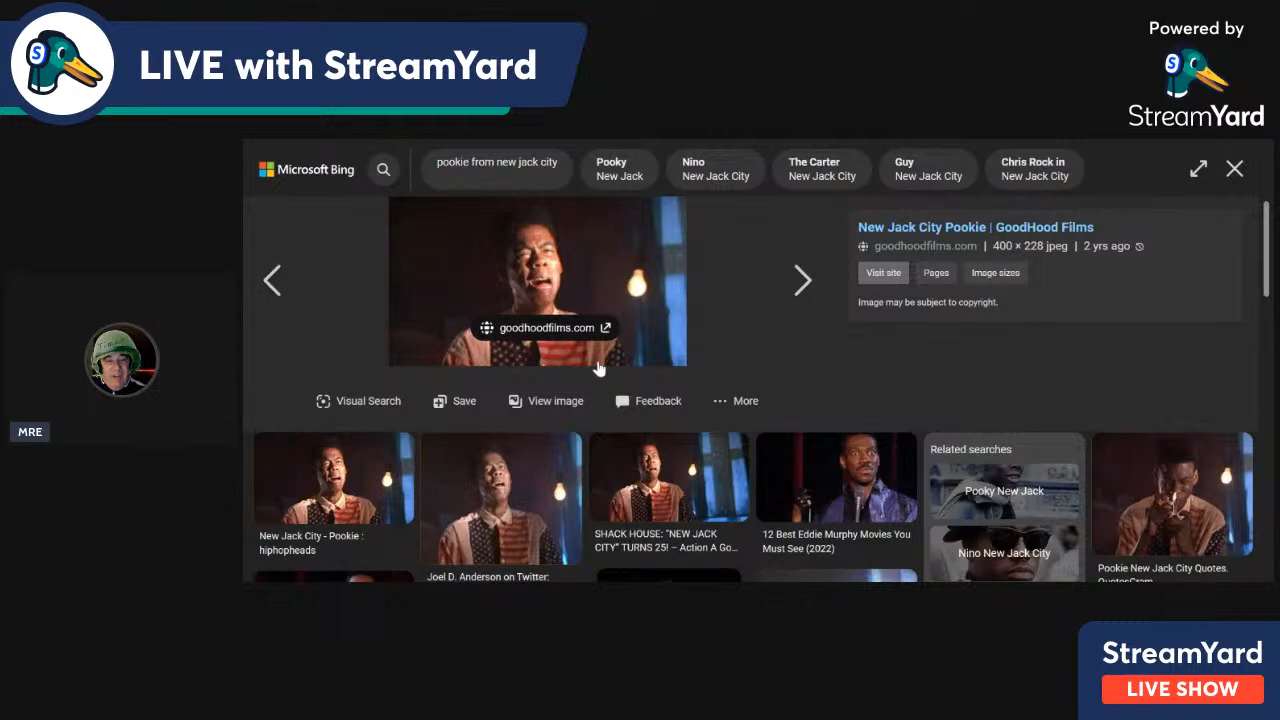 LIVE with StreamYard
Powered by
StreamYard
Microsoft Bing
pookie from new jack city
Pooky
New Jack
Nino
New Jack City
The Carter
New Jack City
Guy
New Jack City
Chris Rock in
New Jack City
New Jack City Pookie | GoodHood Films
goodhoodfilms.com | 400 × 228 jpeg | 2 yrs ago
Visit site
Pages
Image sizes
Image may be subject to copyright.
goodhoodfilms.com
Visual Search
Save
View image
Feedback
More
MRE
New Jack City - Pookie :
hiphopheads
Joel D. Anderson on Twitter:
SHACK HOUSE: “NEW JACK
CITY” TURNS 25! – Action A Go...
12 Best Eddie Murphy Movies You
Must See (2022)
Related searches
Pooky New Jack
Nino New Jack City
Pookie New Jack City Quotes.
QuotesGram
StreamYard
LIVE SHOW